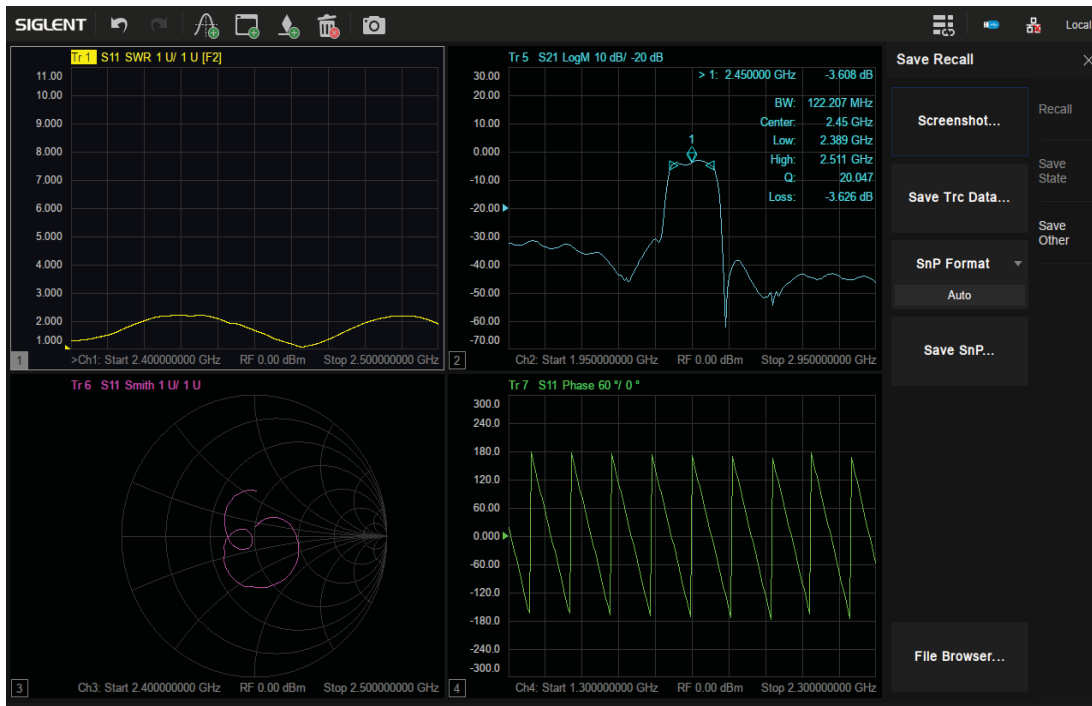 SIGLENT
Local
Tr 1 S11 SWR 1 U/ 1 U [F2]
11.00
10.00
9.000
8.000
7.000
6.000
5.000
4.000
3.000
2.000
1.000
1
>Ch1: Start 2.400000000 GHz RF 0.00 dBm Stop 2.500000000 GHz
Tr 5 S21 LogM 10 dB/ -20 dB
> 1: 2.450000 GHz -3.608 dB
BW: 122.207 MHz
Center: 2.45 GHz
Low: 2.389 GHz
High: 2.511 GHz
Q: 20.047
Loss: -3.626 dB
1
30.00
20.00
10.00
0.000
-10.00
-20.00
-30.00
-40.00
-50.00
-60.00
-70.00
2
Ch2: Start 1.950000000 GHz RF 0.00 dBm Stop 2.950000000 GHz
Tr 6 S11 Smith 1 U/ 1 U
3
Ch3: Start 2.400000000 GHz RF 0.00 dBm Stop 2.500000000 GHz
Tr 7 S11 Phase 60 °/ 0 °
300.0
240.0
180.0
120.0
60.00
0.000
-60.00
-120.0
-180.0
-240.0
-300.0
4
Ch4: Start 1.300000000 GHz RF 0.00 dBm Stop 2.300000000 GHz
Save Recall
Screenshot...
Save Trc Data...
SnP Format
Auto
Save SnP...
File Browser...
Recall
Save
State
Save
Other